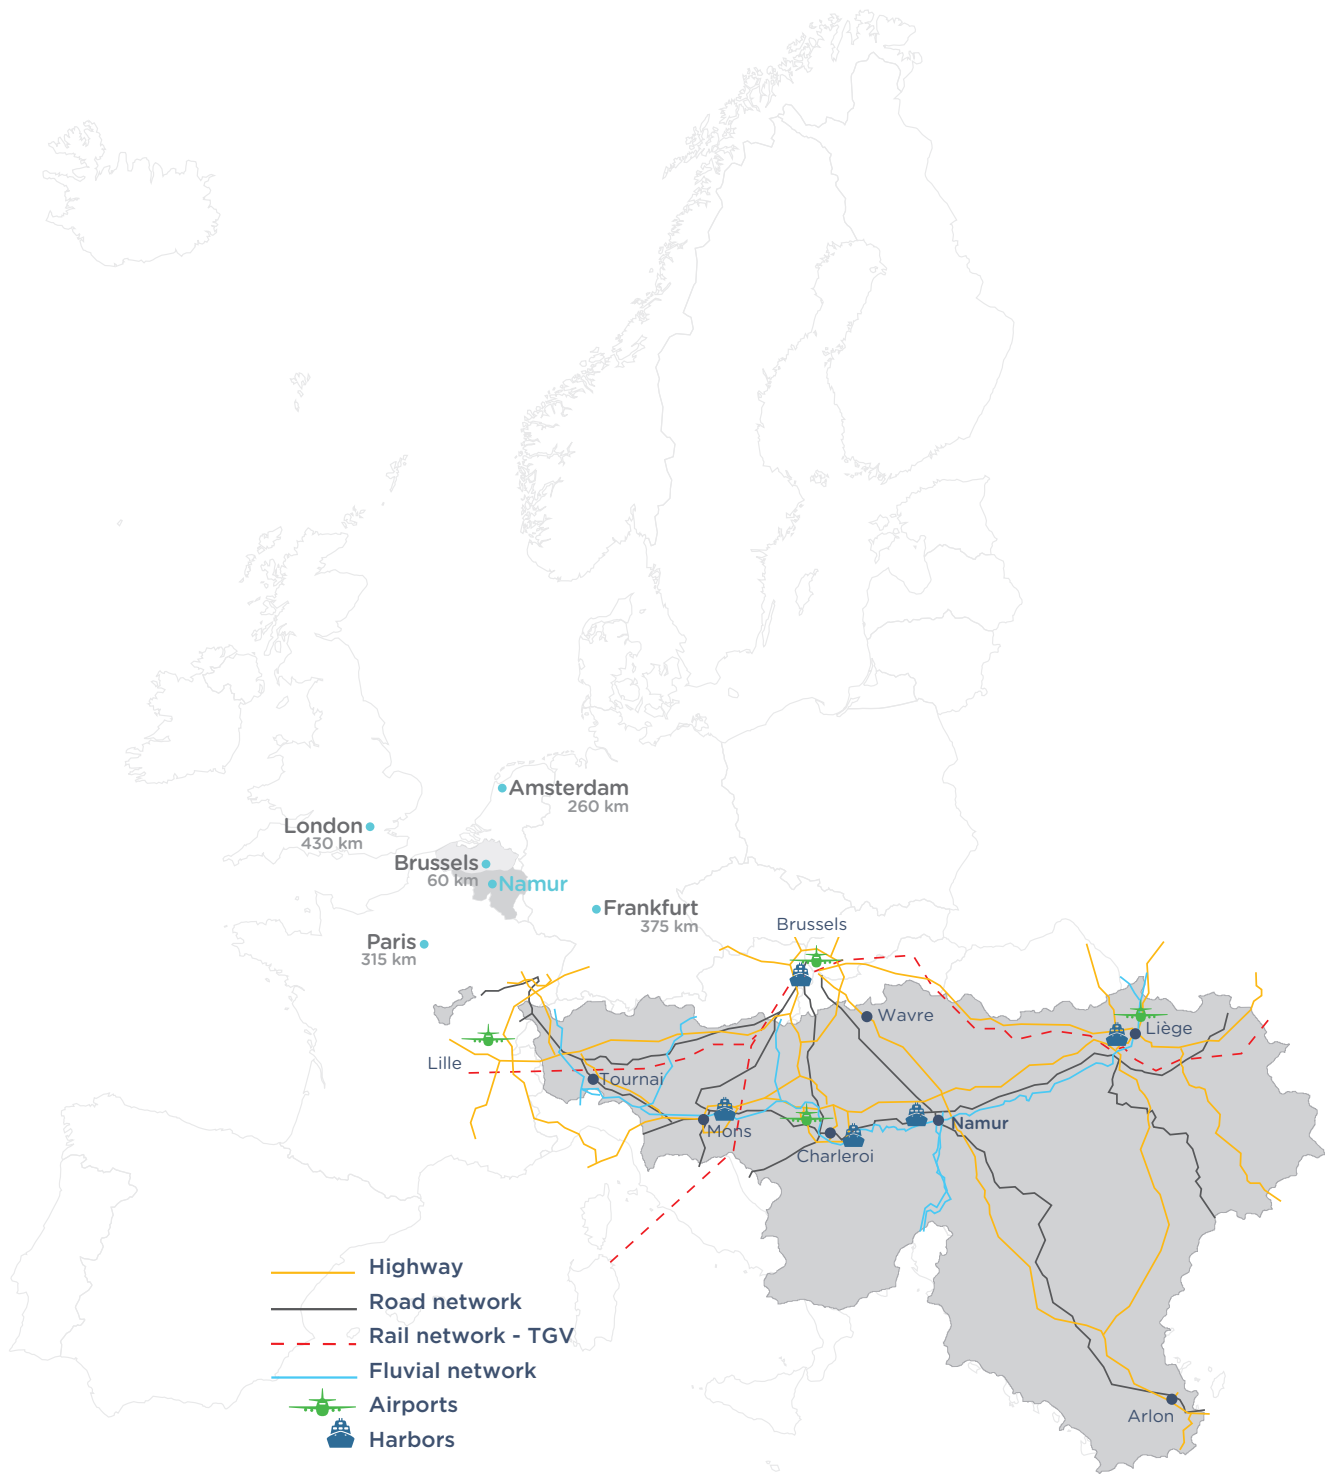 Amsterdam
260 km
London
430 km
Brussels
60 km
Namur
Frankfurt
375 km
Paris
315 km
Brussels
Wavre
Liège
Lille
Tournai
Mons
Charleroi
Namur
Arlon
Highway
Road network
Rail network - TGV
Fluvial network
Airports
Harbors